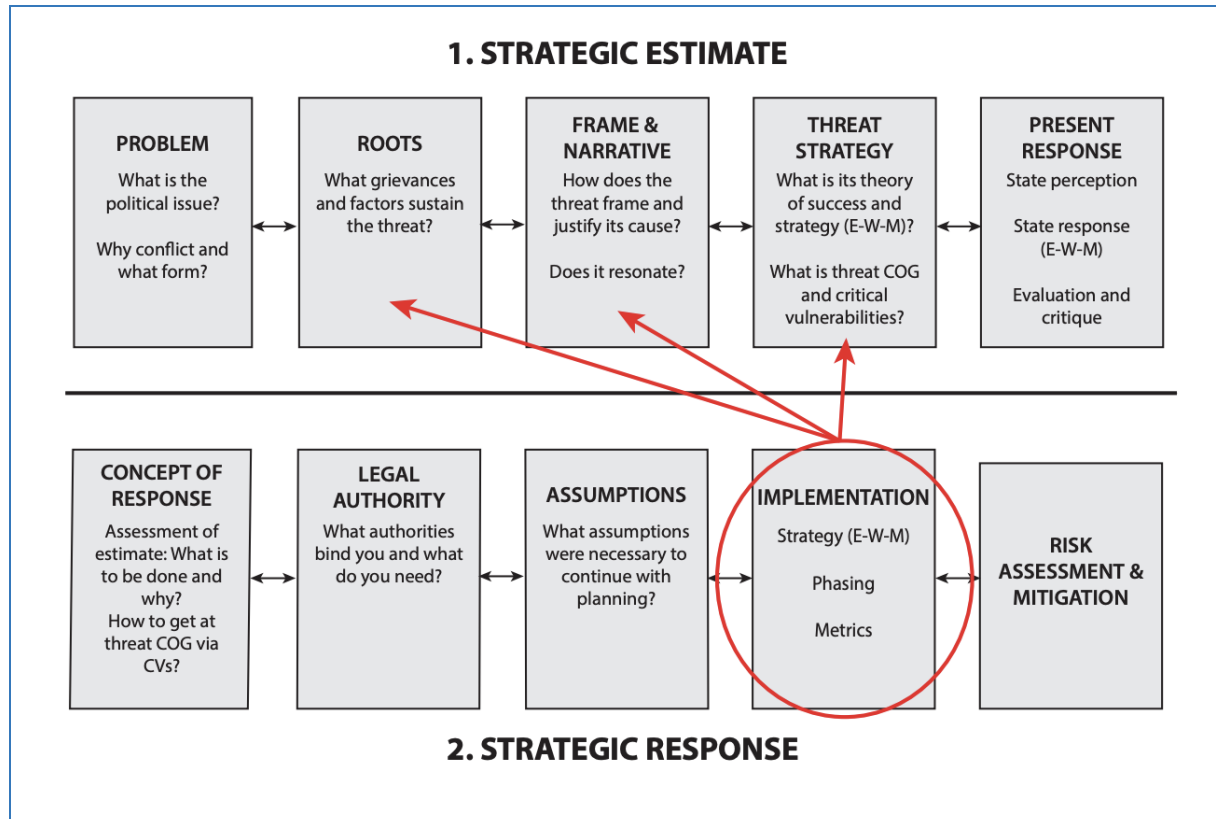 1. STRATEGIC ESTIMATE
PROBLEM
What is the
political issue?
Why conflict and
what form?
ROOTS
What grievances
and factors sustain
the threat?
FRAME &
NARRATIVE
How does the
threat frame and
justify its cause?
Does it resonate?
THREAT
STRATEGY
What is its theory
of success and
strategy (E-W-M)?
What is threat COG
and critical
vulnerabilities?
PRESENT
RESPONSE
State perception
State response
(E-W-M)
Evaluation and
critique
CONCEPT OF
RESPONSE
Assessment of
estimate: What is
to be done and
why?
How to get at
threat COG via
CVs?
LEGAL
AUTHORITY
What authorities
bind you and what
do you need?
ASSUMPTIONS
What assumptions
were necessary to
continue with
planning?
IMPLEMENTATION
Strategy (E-W-M)
Phasing
Metrics
RISK
ASSESSMENT &
MITIGATION
2. STRATEGIC RESPONSE